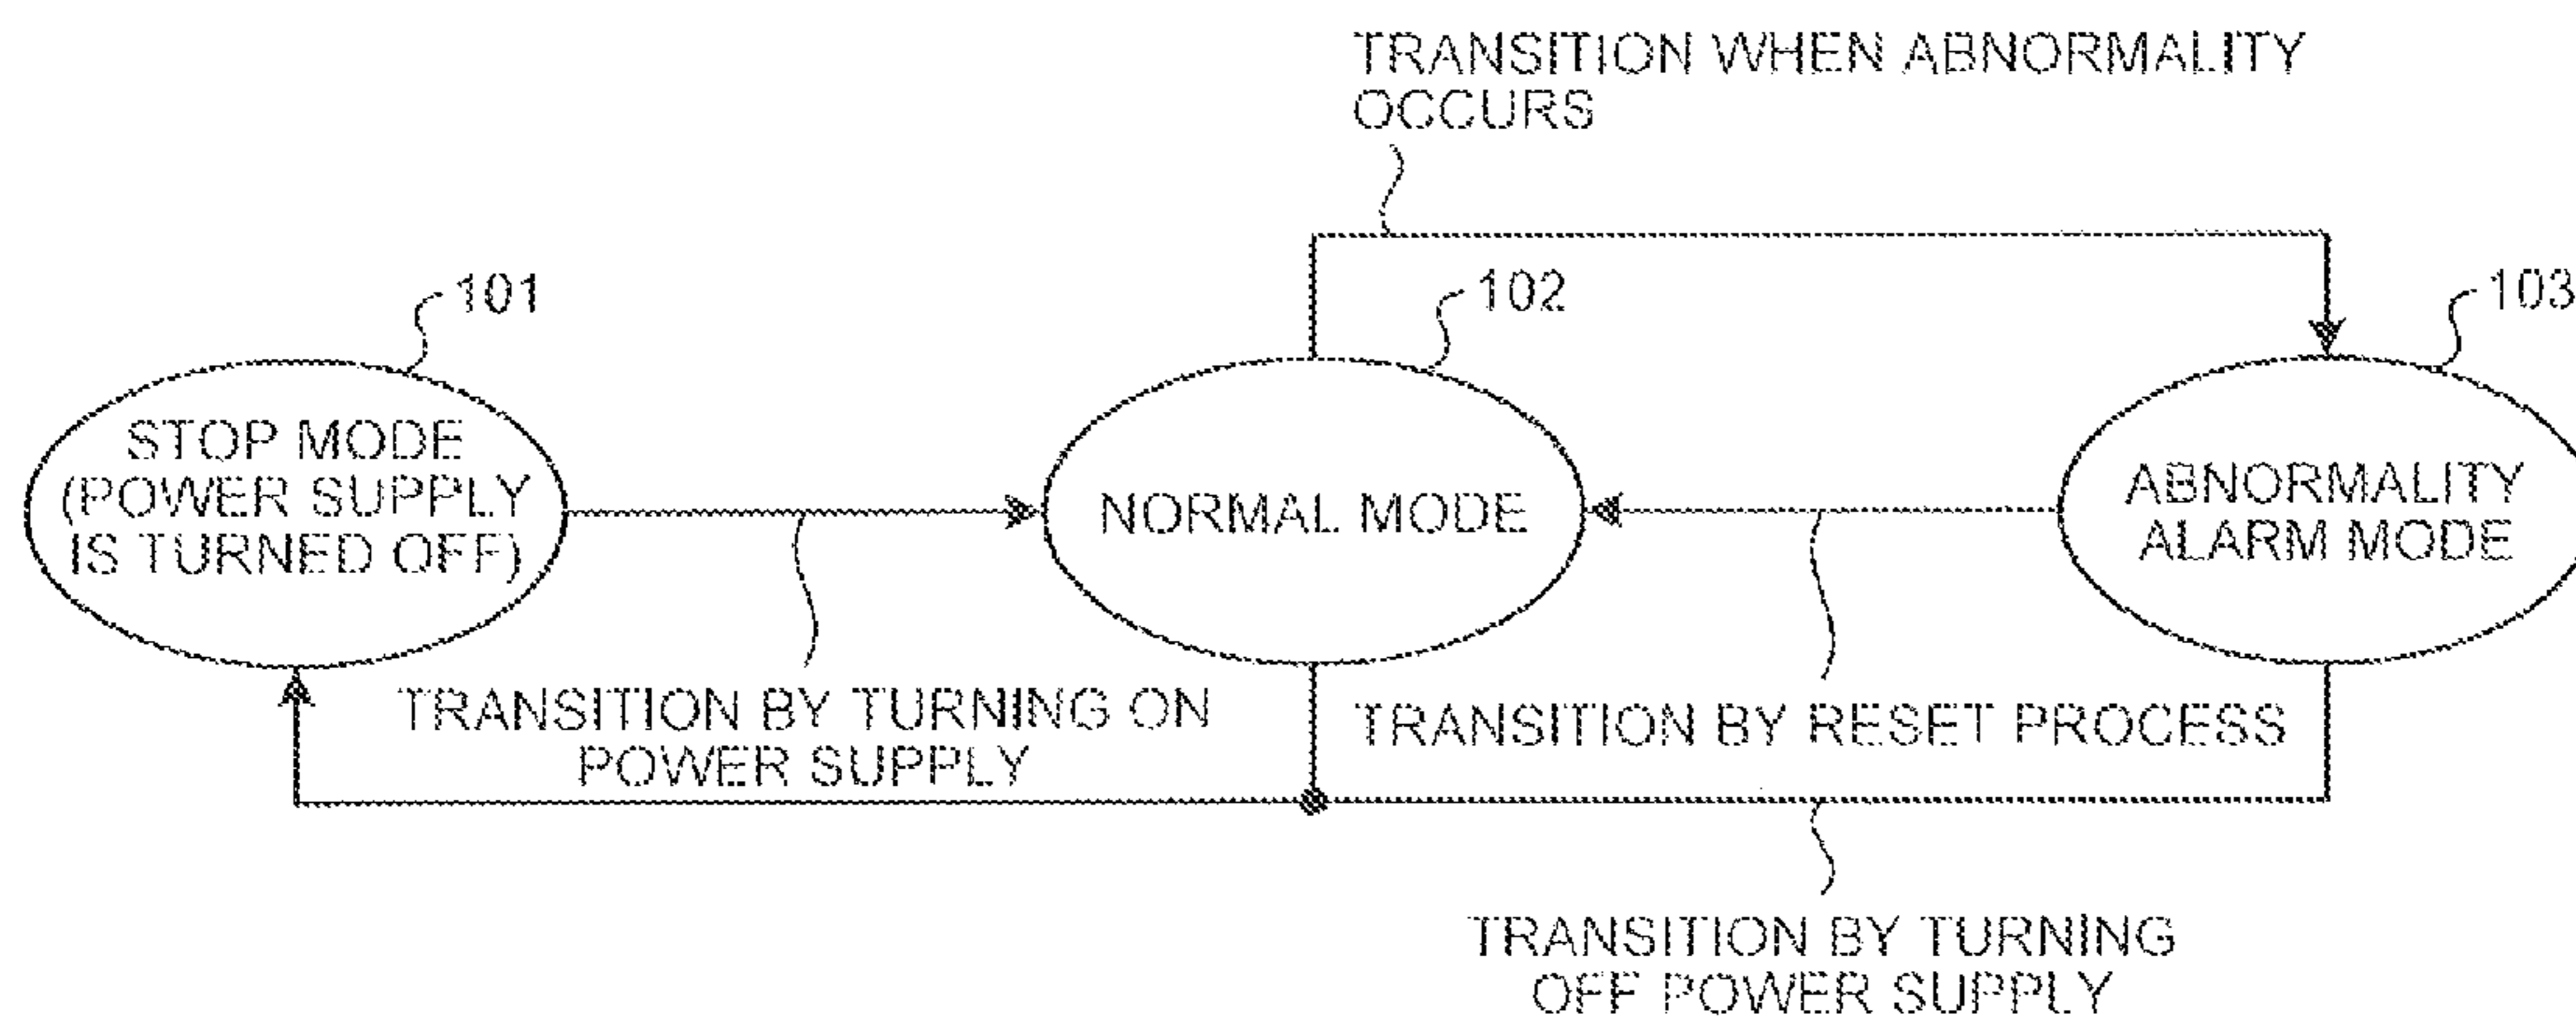 TRANSITION WHEN ABNORMALITY
OCCURS
101
102
103
STOP MODE
(POWER SUPPLY
IS TURNED OFF)
NORMAL MODE
ABNORMALITY
ALARM MODE
TRANSITION BY TURNING ON
POWER SUPPLY
TRANSITION BY RESET PROCESS
TRANSITION BY TURNING
OFF POWER SUPPLY